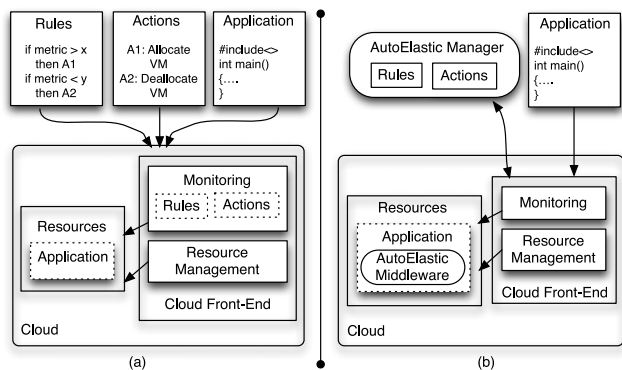 Rules
if metric > x
then A1
if metric < y
then A2
Actions
A1: Allocate
VM
A2: Deallocate
VM
Application
#include<>
int main()
{....
}
Monitoring
Rules
Actions
Resources
Application
Resource
Management
Cloud Front-End
Cloud
(a)
AutoElastic Manager
Rules
Actions
Application
#include<>
int main()
{....
}
Resources
Application
AutoElastic
Middleware
Monitoring
Resource
Management
Cloud Front-End
Cloud
(b)